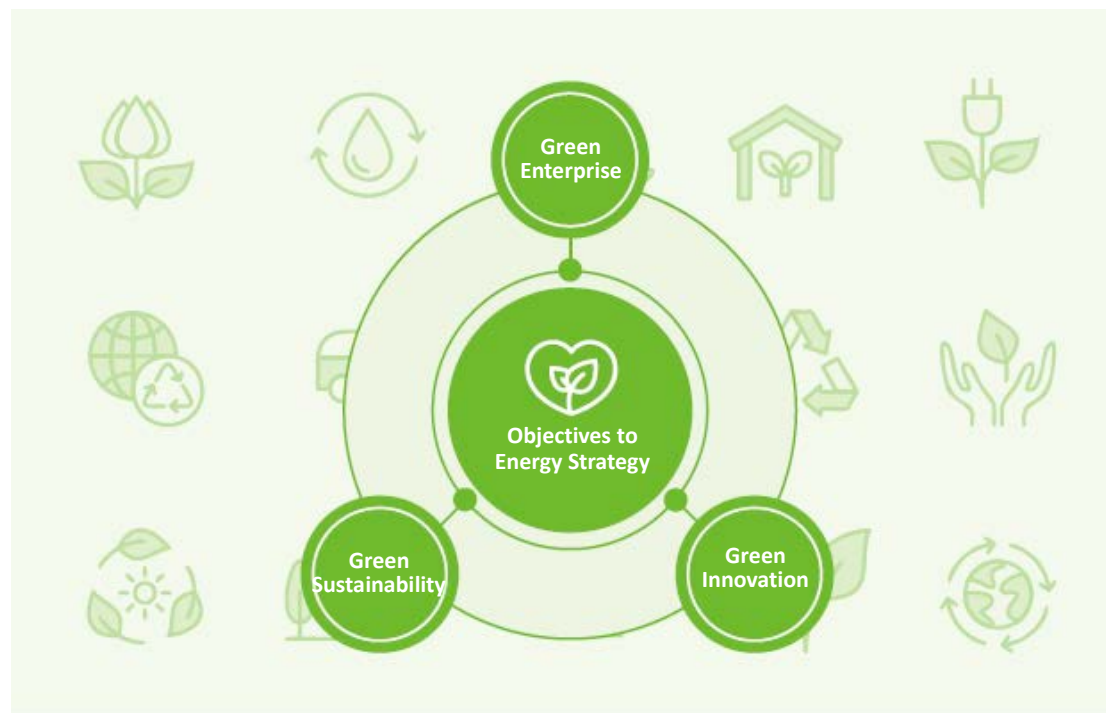 Green
Enterprise
Objectives to
Energy Strategy
Green
Sustainability
Green
Innovation